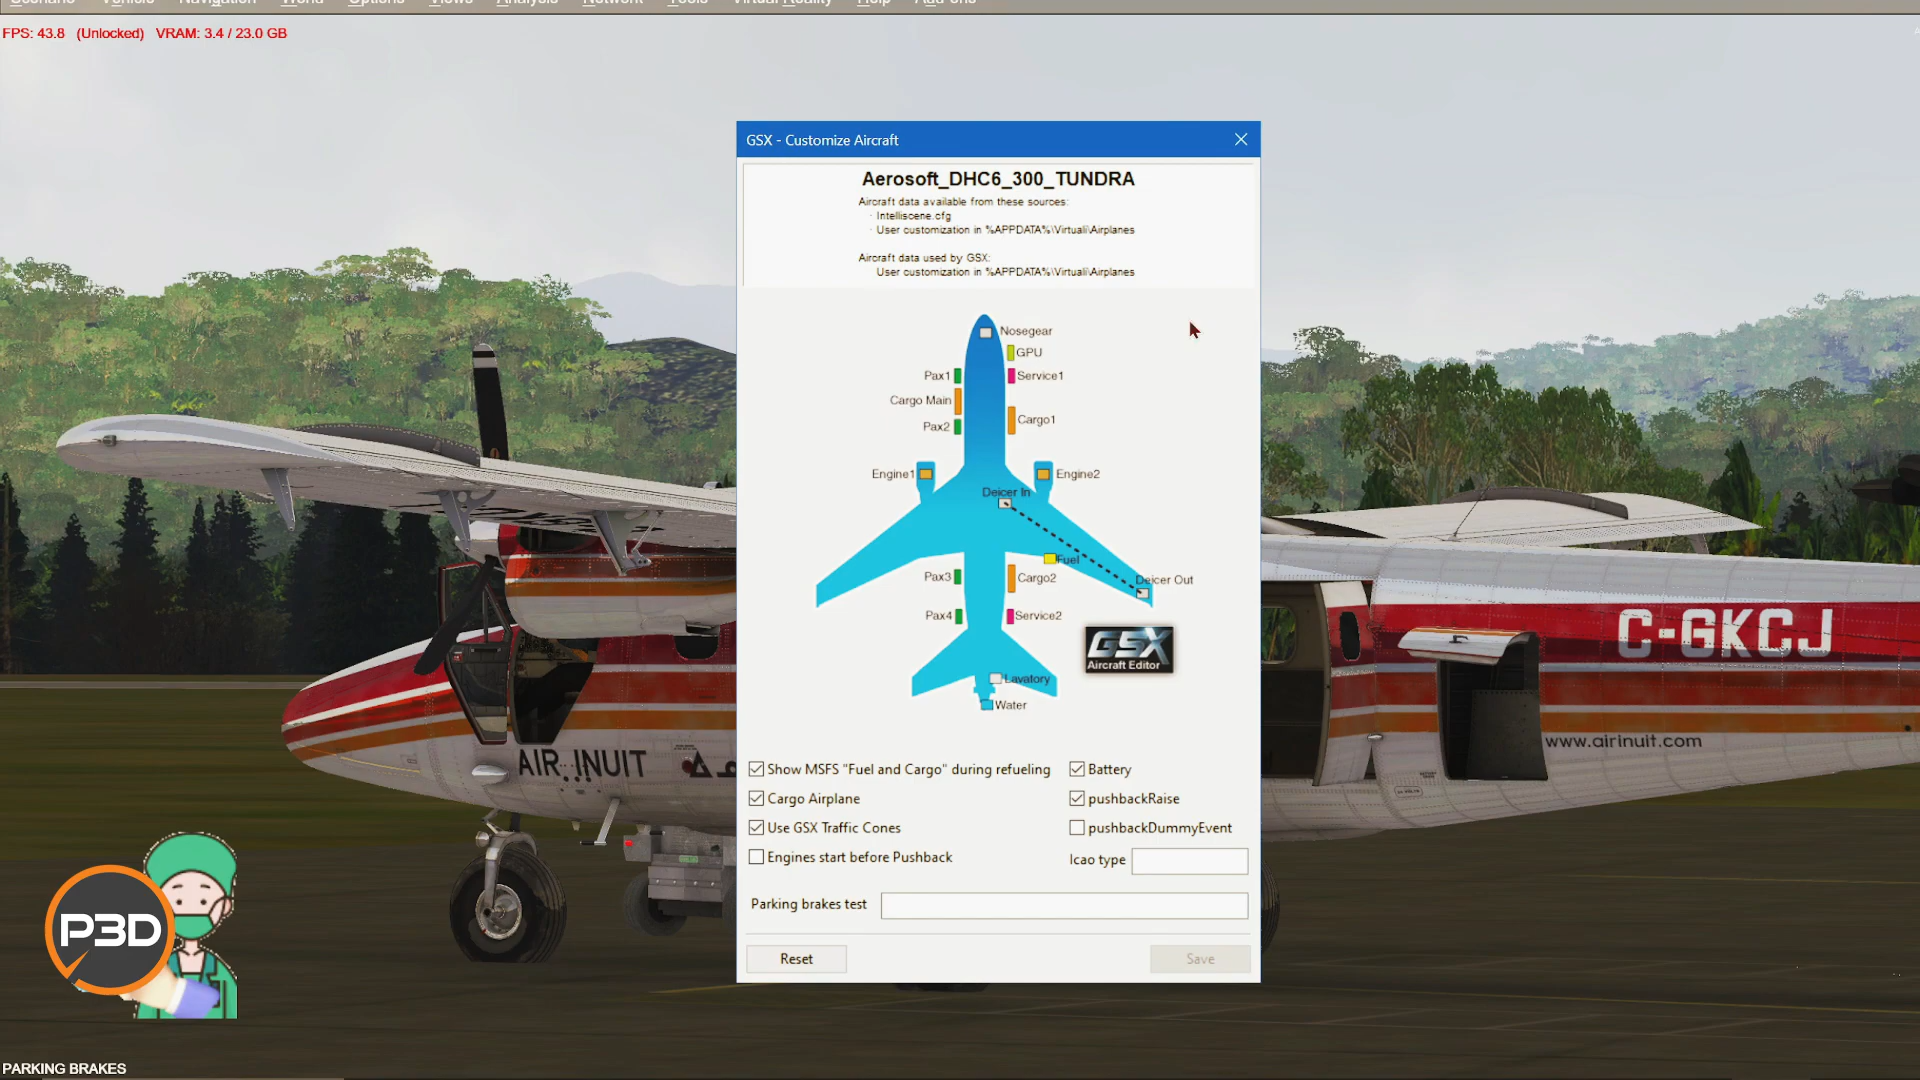 FPS: 43.8 (Unlocked) VRAM: 3.4 / 23.0 GB
GSX - Customize Aircraft
Aerosoft_DHC6_300_TUNDRA
Aircraft data available from these sources:
· Intelliscene.cfg
· User customization in %APPDATA%\Virtuali\Airplanes
Aircraft data used by GSX:
User customization in %APPDATA%\Virtuali\Airplanes
Nosegear
GPU
Pax1
Service1
Cargo Main
Cargo1
Pax2
Engine1
Engine2
Deicer In
Fuel
Pax3
Cargo2
Deicer Out
Pax4
Service2
GSX
Aircraft Editor
Lavatory
Water
Show MSFS "Fuel and Cargo" during refueling
Battery
Cargo Airplane
pushbackRaise
Use GSX Traffic Cones
pushbackDummyEvent
Engines start before Pushback
Icao type
Parking brakes test
Reset
Save
AIR INUIT
C-GKCJ
www.airinuit.com
P3D
PARKING BRAKES